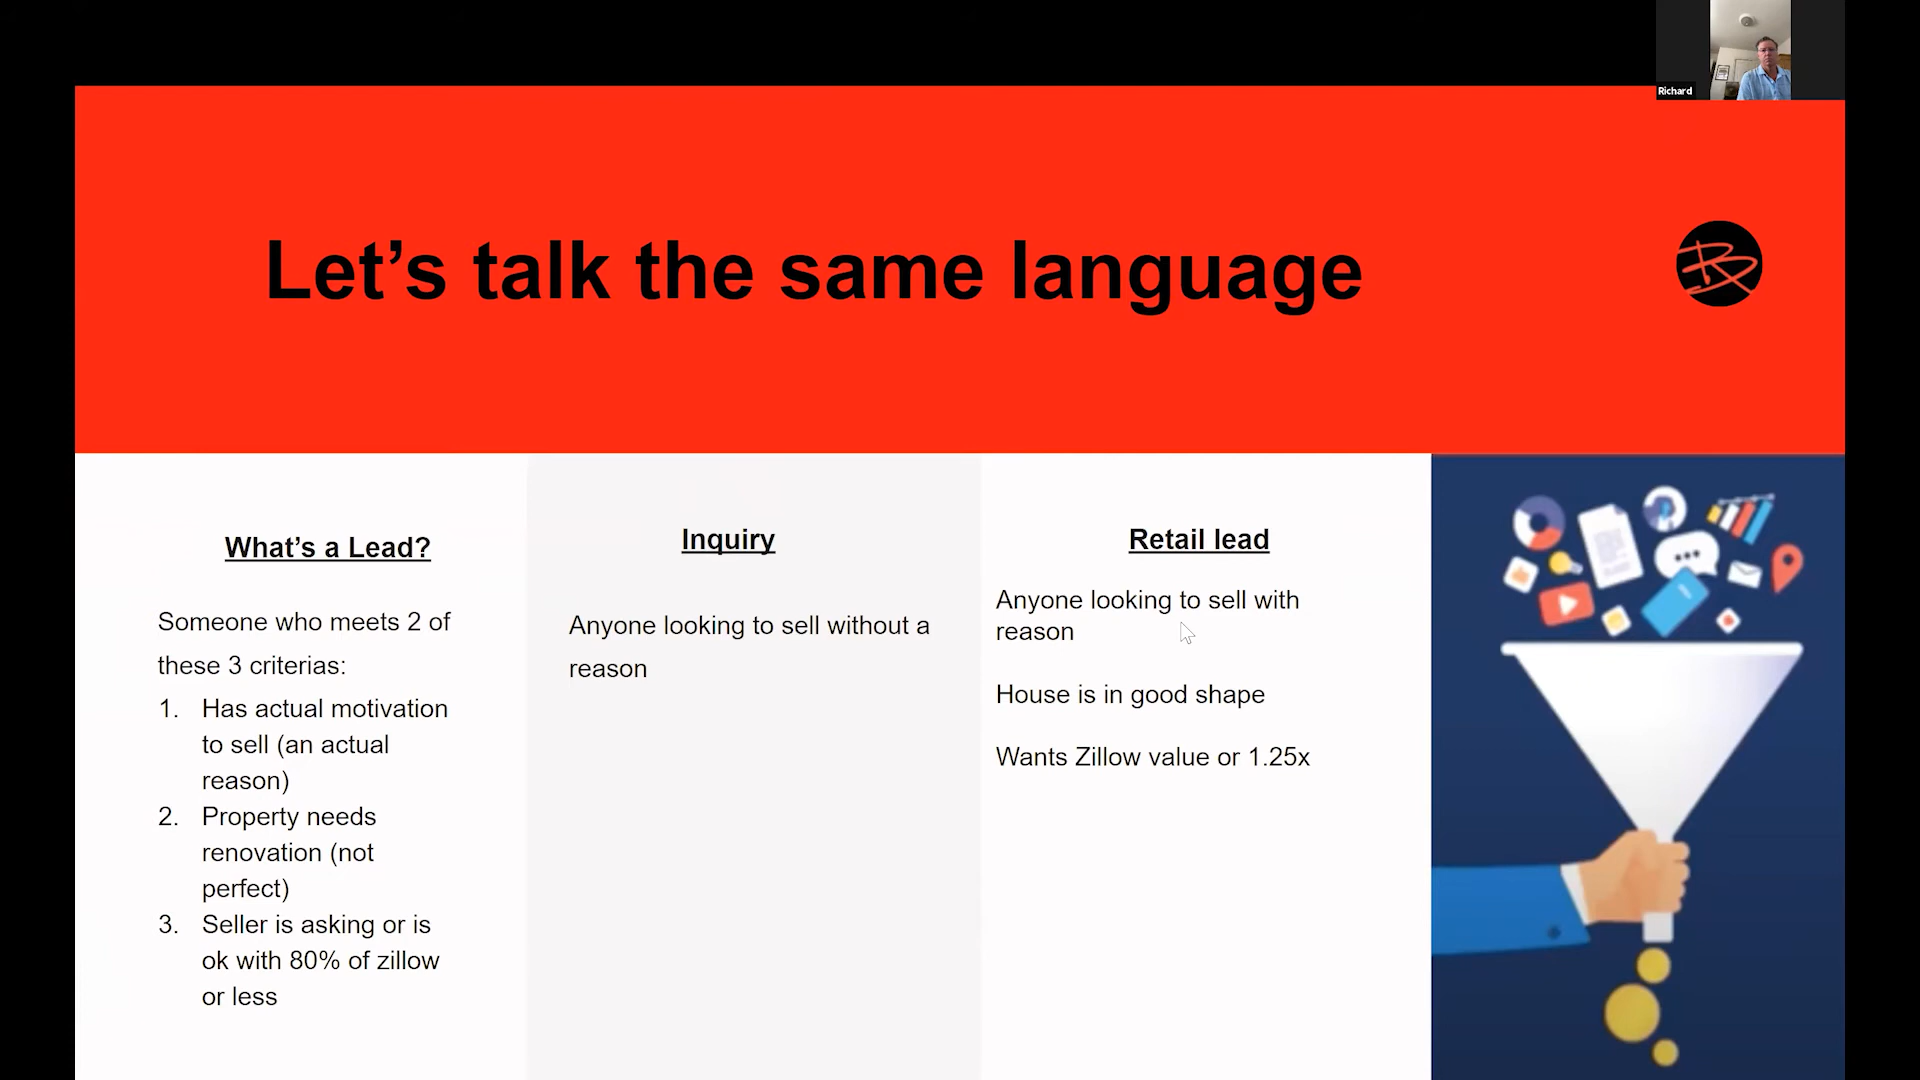 Richard
Let’s talk the same language
What’s a Lead?
Someone who meets 2 of
these 3 criterias:
1. Has actual motivation
to sell (an actual
reason)
2. Property needs
renovation (not
perfect)
3. Seller is asking or is
ok with 80% of zillow
or less
Inquiry
Anyone looking to sell without a
reason
Retail lead
Anyone looking to sell with
reason
House is in good shape
Wants Zillow value or 1.25x